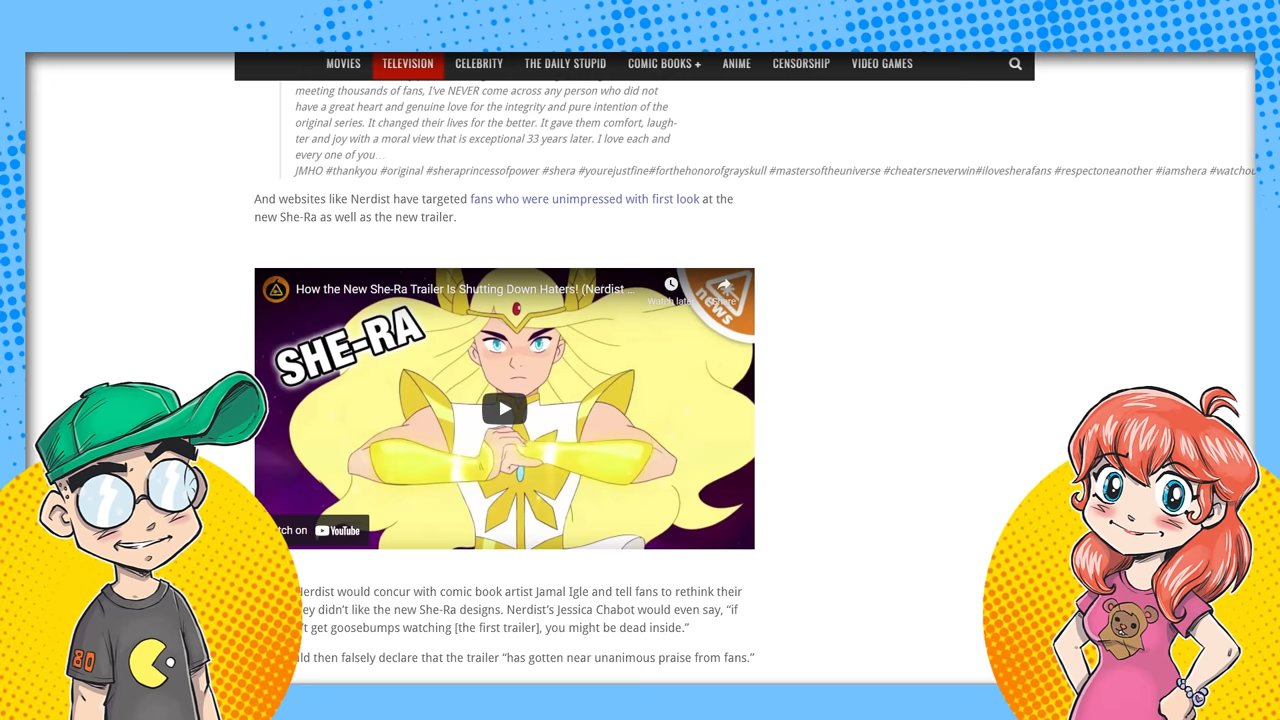 MOVIES TELEVISION CELEBRITY THE DAILY STUPID COMIC BOOKS + ANIME CENSORSHIP VIDEO GAMES
meeting thousands of fans, I've NEVER come across any person who did not
have a great heart and genuine love for the integrity and pure intention of the
original series. It changed their lives for the better. It gave them comfort, laugh-
ter and joy with a moral view that is exceptional 33 years later. I love each and
every one of you…
JMHO #thankyou #original #sheraprincessofpower #shera #yourejustfine#forthehonorofgrayskull #mastersoftheuniverse #cheatersneverwin#ilovesherafans #respectoneanother #iamshera #watchou
And websites like Nerdist have targeted fans who were unimpressed with first look at the
new She-Ra as well as the new trailer.
How the New She-Ra Trailer Is Shutting Down Haters! (Nerdist ...
Watch later
Share
news
SHE-RA
tch on YouTube
Nerdist would concur with comic book artist Jamal Igle and tell fans to rethink their
ey didn't like the new She-Ra designs. Nerdist's Jessica Chabot would even say, "if
't get goosebumps watching [the first trailer], you might be dead inside."
ld then falsely declare that the trailer "has gotten near unanimous praise from fans."
80